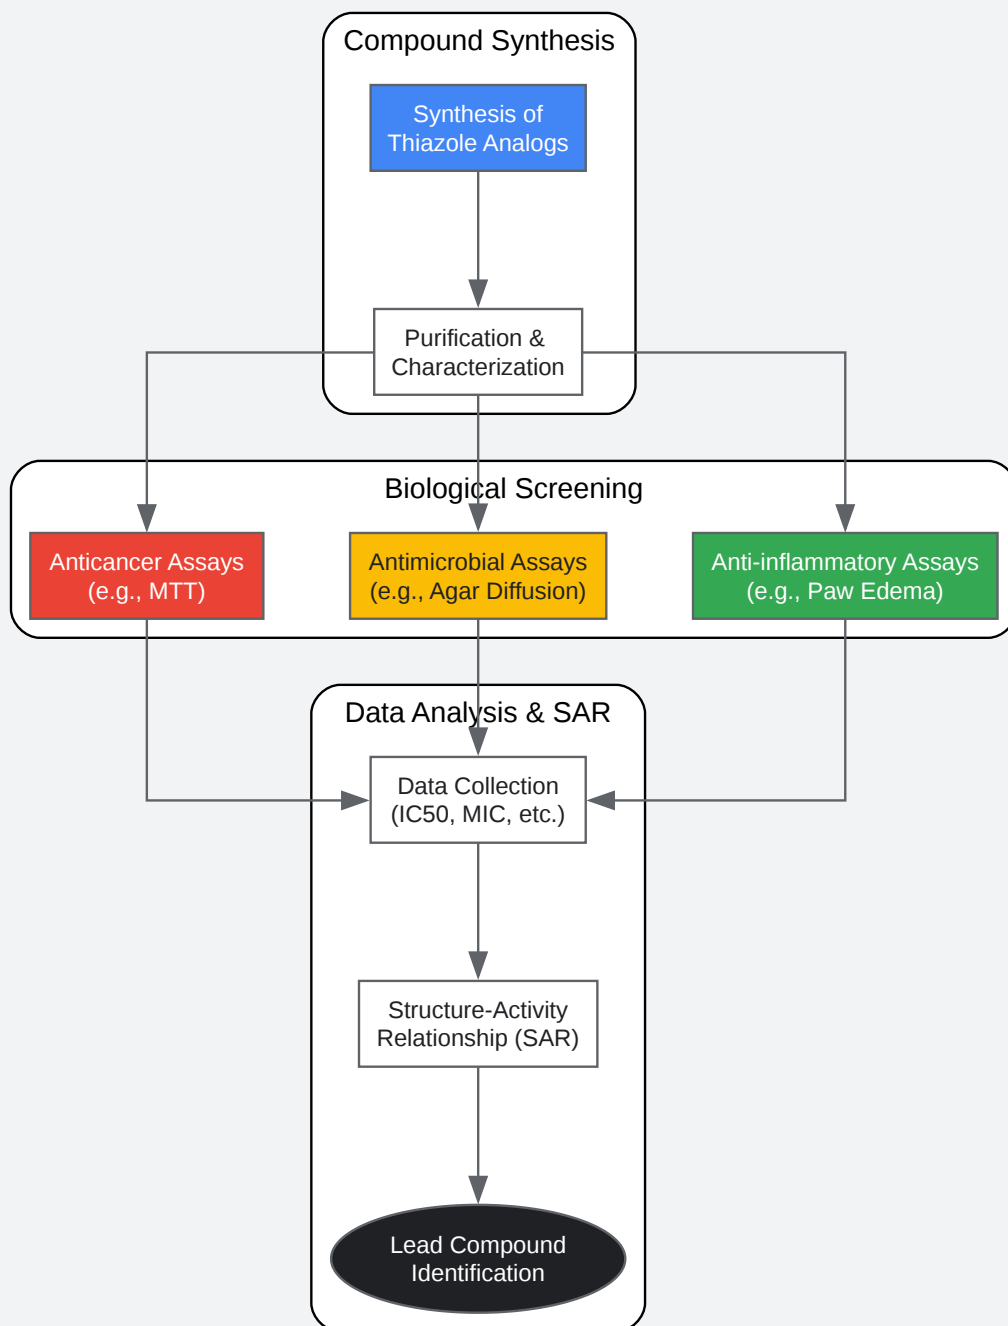 Compound Synthesis
Synthesis of
Thiazole Analogs
Purification &
Characterization
Biological Screening
Anticancer Assays
(e.g., MTT)
Antimicrobial Assays
(e.g., Agar Diffusion)
Anti-inflammatory Assays
(e.g., Paw Edema)
Data Analysis & SAR
Data Collection
(IC50, MIC, etc.)
Structure-Activity
Relationship (SAR)
Lead Compound
Identification